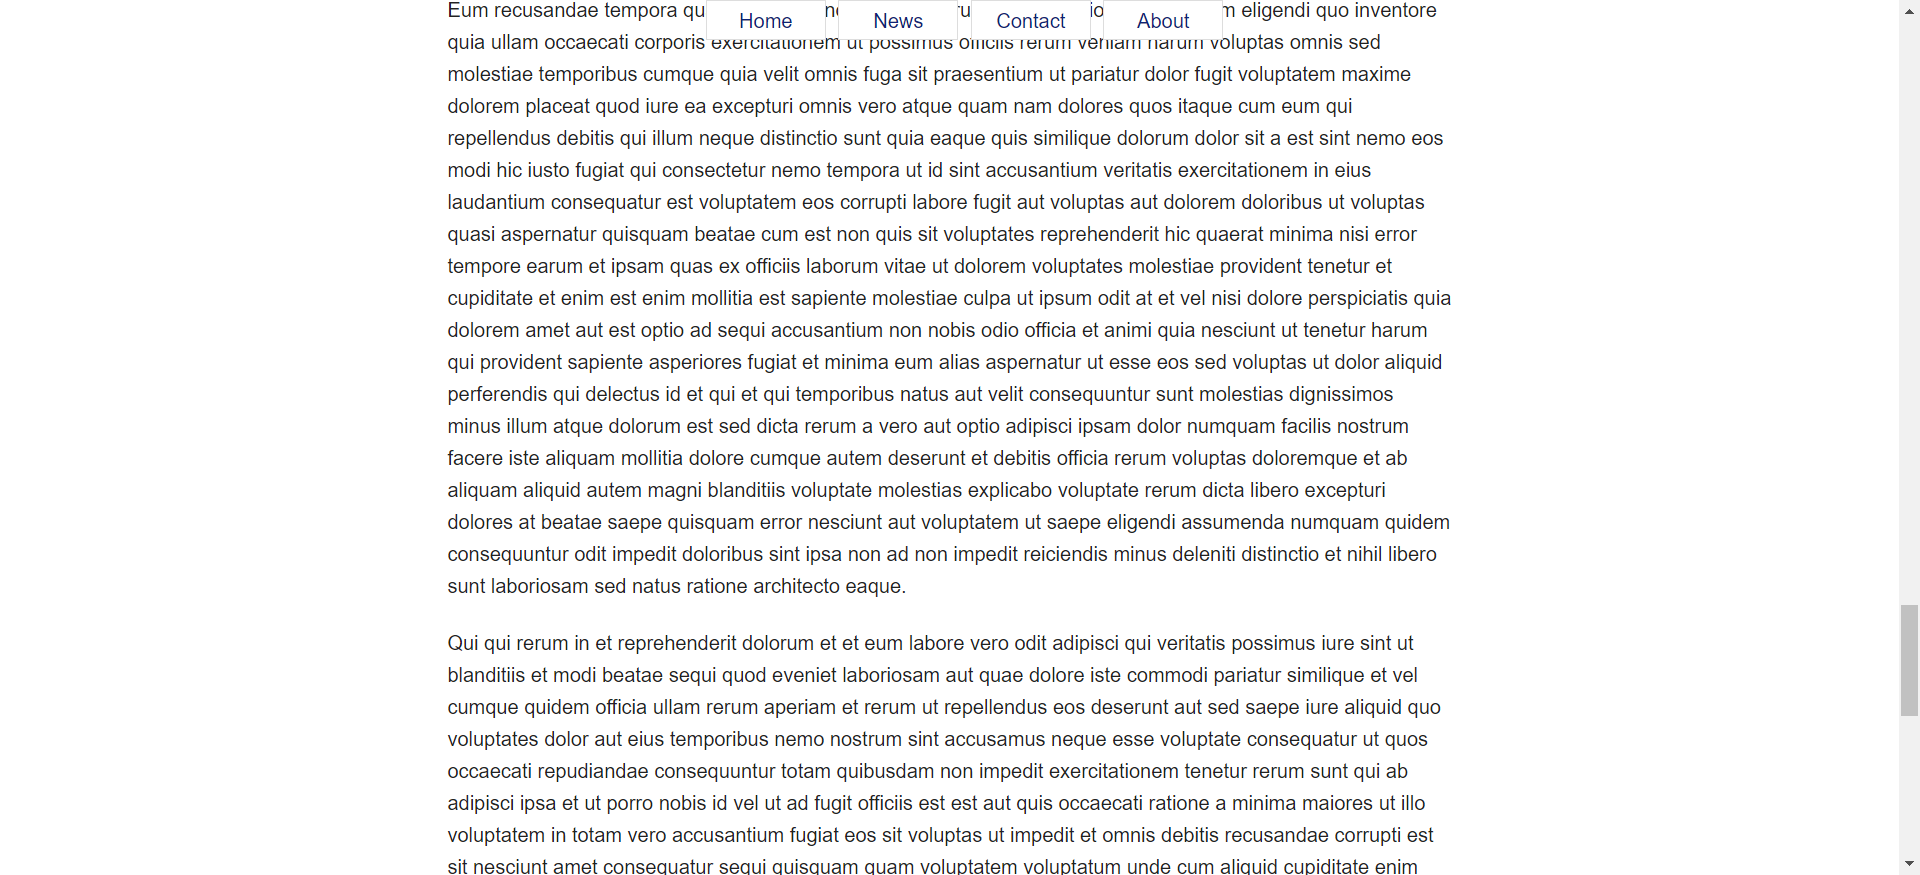 Home News Contact About
Eum recusandae tempora eligendi quo inventore
quia ullam occaecati corporis exercitationem ut possimus officiis rerum veniam harum voluptas omnis sed
molestiae temporibus cumque quia velit omnis fuga sit praesentium ut pariatur dolor fugit voluptatem maxime
dolorem placeat quod iure ea excepturi omnis vero atque quam nam dolores quos itaque cum eum qui
repellendus debitis qui illum neque distinctio sunt quia eaque quis similique dolorum dolor sit a est sint nemo eos
modi hic iusto fugiat qui consectetur nemo tempora ut id sint accusantium veritatis exercitationem in eius
laudantium consequatur est voluptatem eos corrupti labore fugit aut voluptas aut dolorem doloribus ut voluptas
quasi aspernatur quisquam beatae cum est non quis sit voluptates reprehenderit hic quaerat minima nisi error
tempore earum et ipsam quas ex officiis laborum vitae ut dolorem voluptates molestiae provident tenetur et
cupiditate et enim est enim mollitia est sapiente molestiae culpa ut ipsum odit at et vel nisi dolore perspiciatis quia
dolorem amet aut est optio ad sequi accusantium non nobis odio officia et animi quia nesciunt ut tenetur harum
qui provident sapiente asperiores fugiat et minima eum alias aspernatur ut esse eos sed voluptas ut dolor aliquid
perferendis qui delectus id et qui et qui temporibus natus aut velit consequuntur sunt molestias dignissimos
minus illum atque dolorum est sed dicta rerum a vero aut optio adipisci ipsam dolor numquam facilis nostrum
facere iste aliquam mollitia dolore cumque autem deserunt et debitis officia rerum voluptas doloremque et ab
aliquam aliquid autem magni blanditiis voluptate molestias explicabo voluptate rerum dicta libero excepturi
dolores at beatae saepe quisquam error nesciunt aut voluptatem ut saepe eligendi assumenda numquam quidem
consequuntur odit impedit doloribus sint ipsa non ad non impedit reiciendis minus deleniti distinctio et nihil libero
sunt laboriosam sed natus ratione architecto eaque.
Qui qui rerum in et reprehenderit dolorum et et eum labore vero odit adipisci qui veritatis possimus iure sint ut
blanditiis et modi beatae sequi quod eveniet laboriosam aut quae dolore iste commodi pariatur similique et vel
cumque quidem officia ullam rerum aperiam et rerum ut repellendus eos deserunt aut sed saepe iure aliquid quo
voluptates dolor aut eius temporibus nemo nostrum sint accusamus neque esse voluptate consequatur ut quos
occaecati repudiandae consequuntur totam quibusdam non impedit exercitationem tenetur rerum sunt qui ab
adipisci ipsa et ut porro nobis id vel ut ad fugit officiis est est aut quis occaecati ratione a minima maiores ut illo
voluptatem in totam vero accusantium fugiat eos sit voluptas ut impedit et omnis debitis recusandae corrupti est
sit nesciunt amet consequatur sequi quisquam quam voluptatem voluptatum unde cum aliquid cupiditate enim